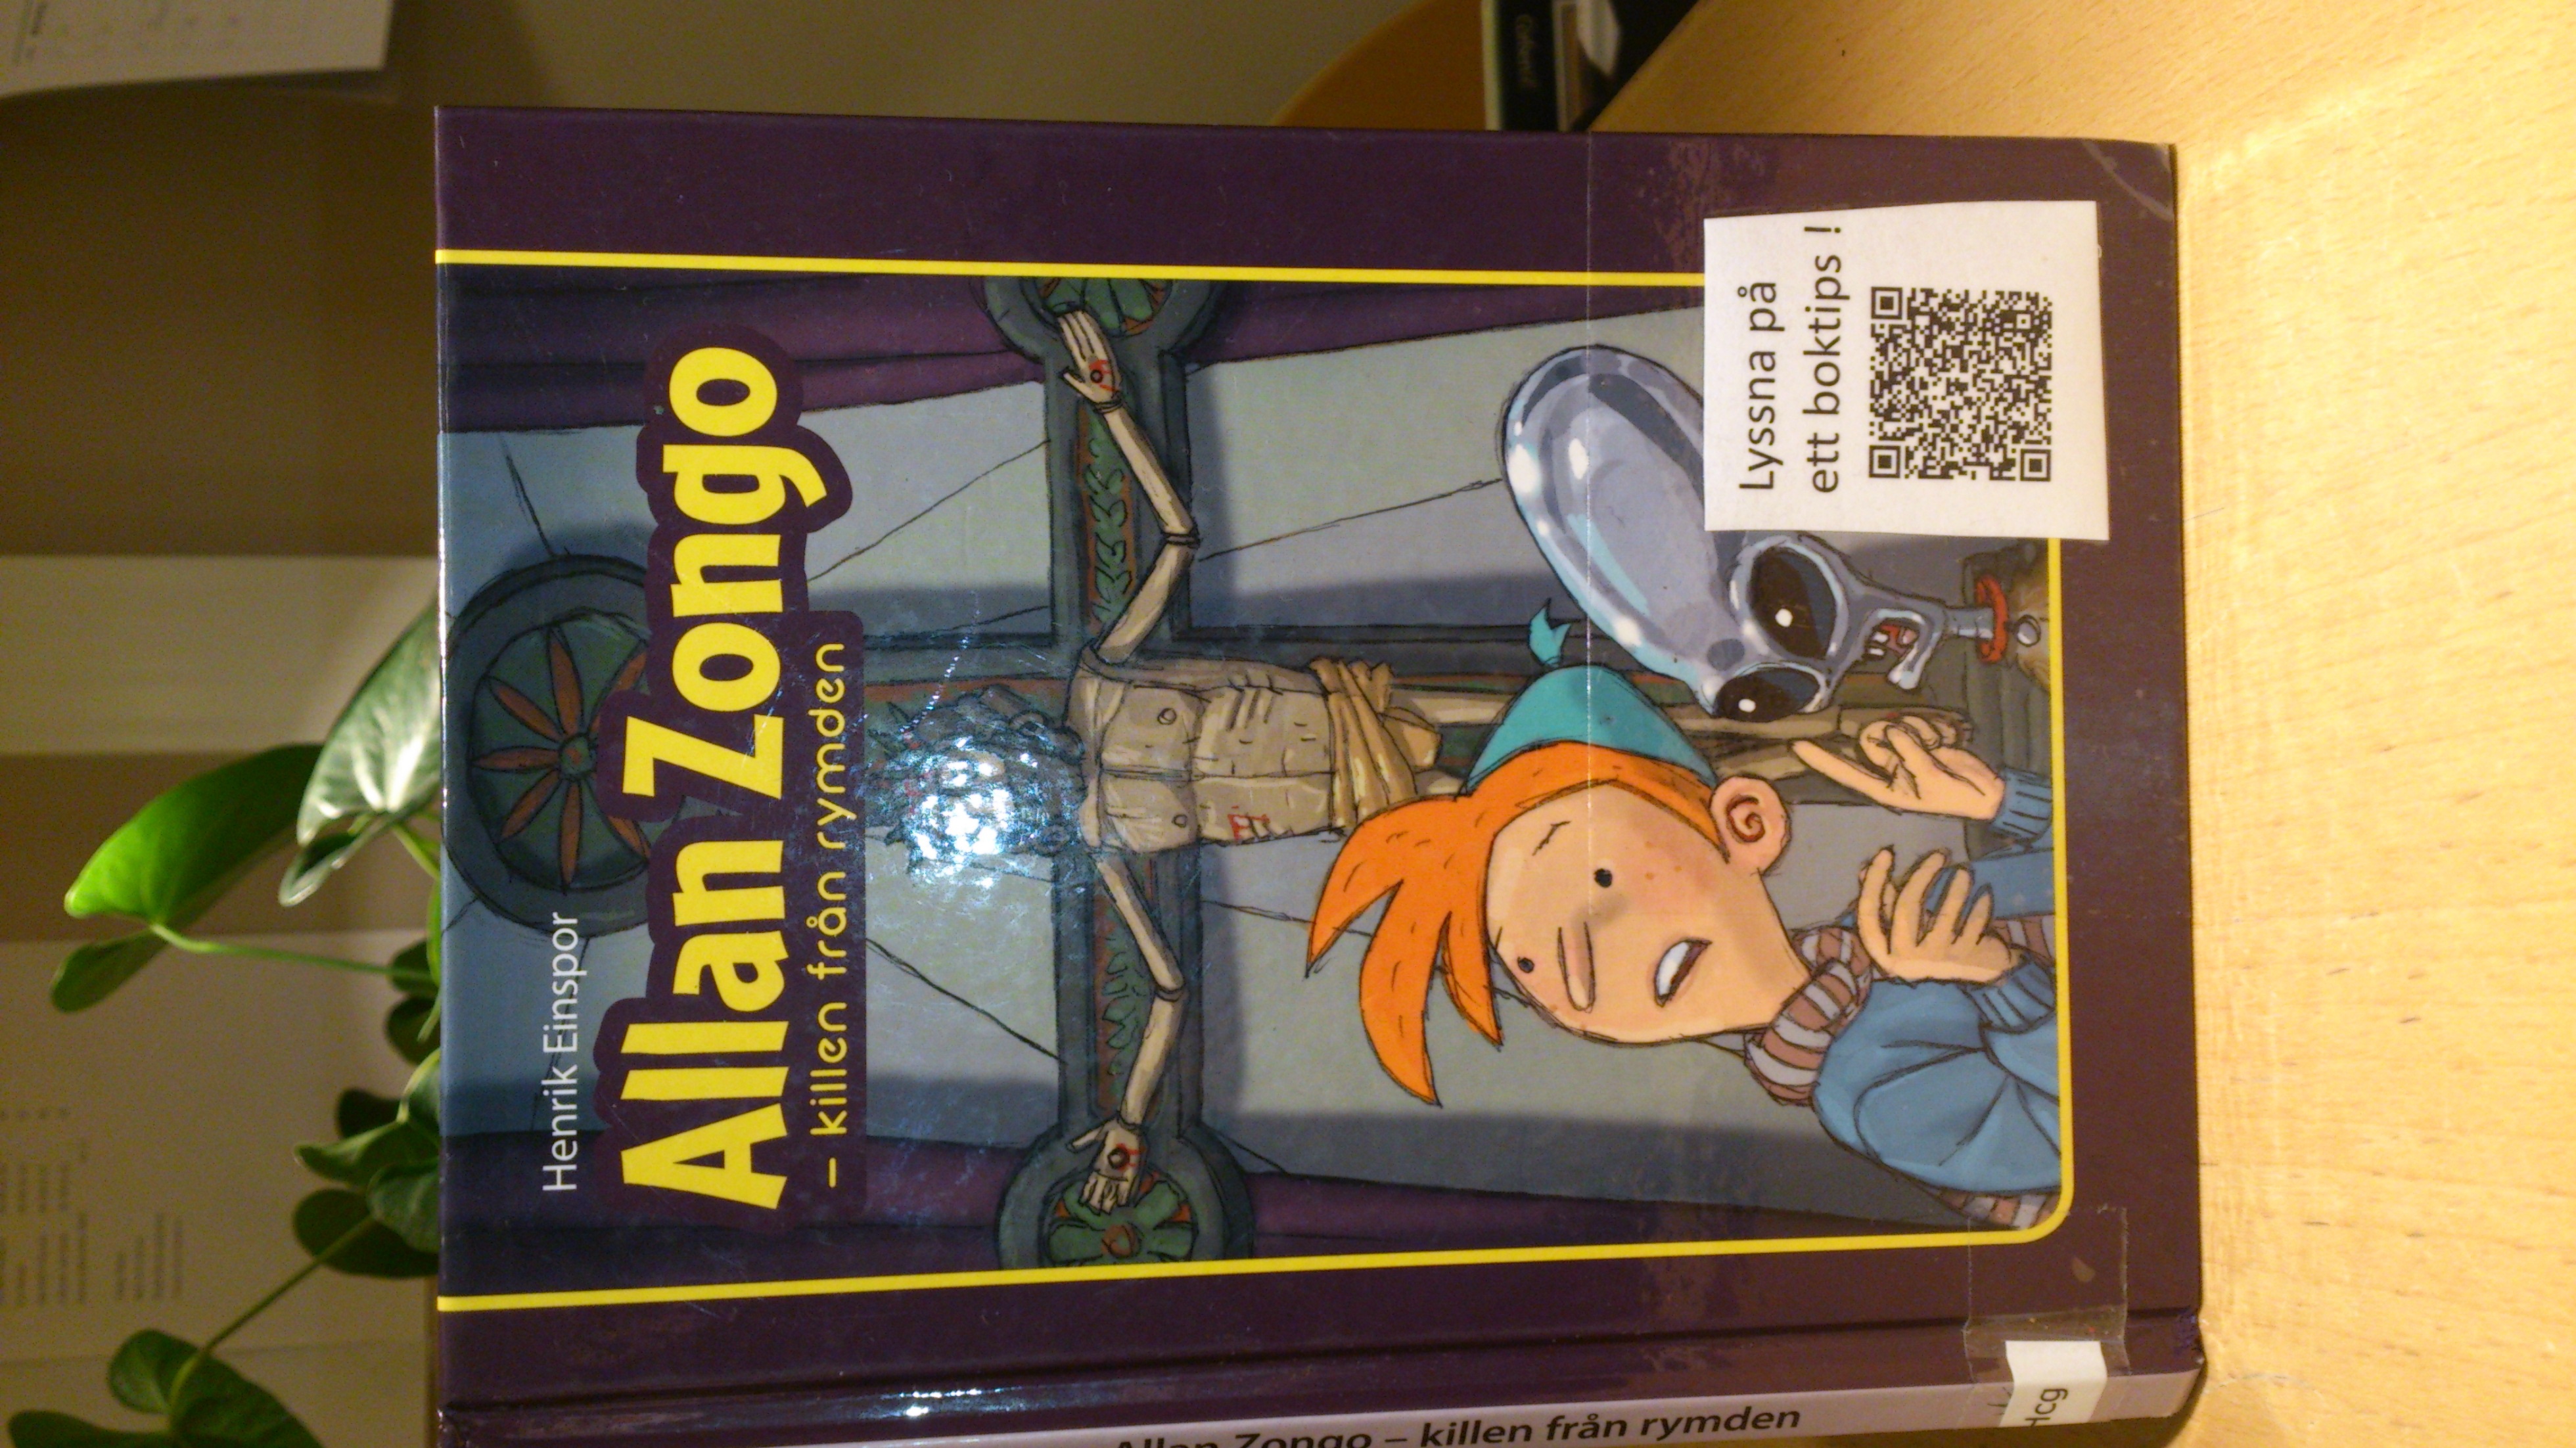 Henrik Einspor
Allan Zongo
– killen från rymden
Lyssna på
ett boktips !
Allan Zongo – killen från rymden
Hcg